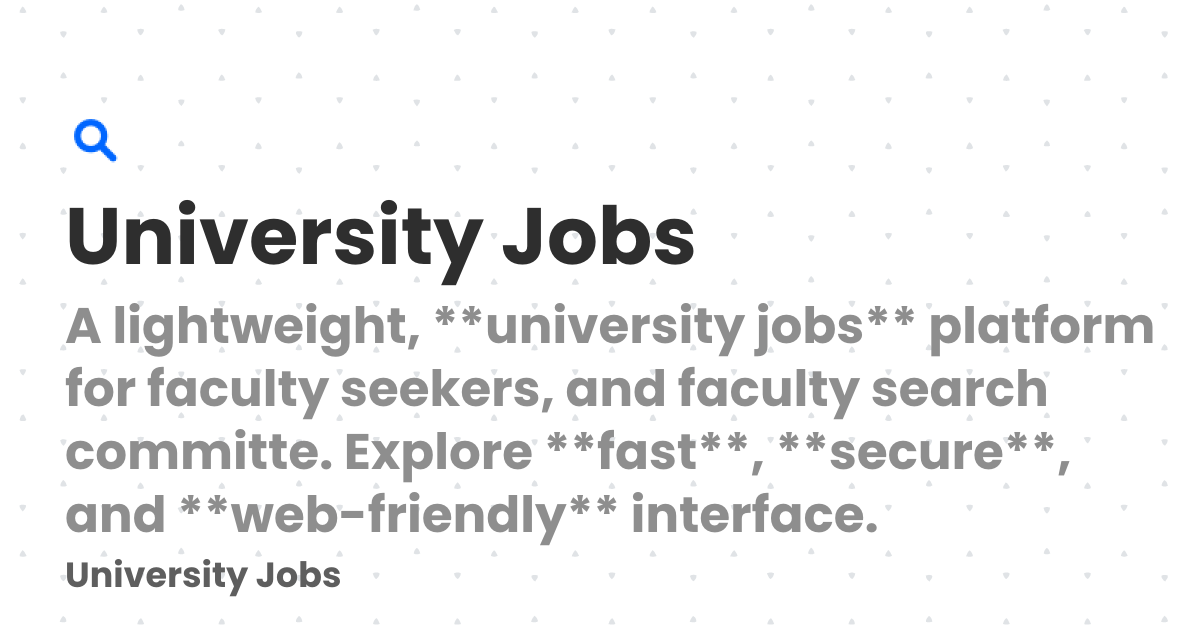 University Jobs
A lightweight, **university jobs** platform
for faculty seekers, and faculty search
committe. Explore **fast**, **secure**,
and **web-friendly** interface.
University Jobs